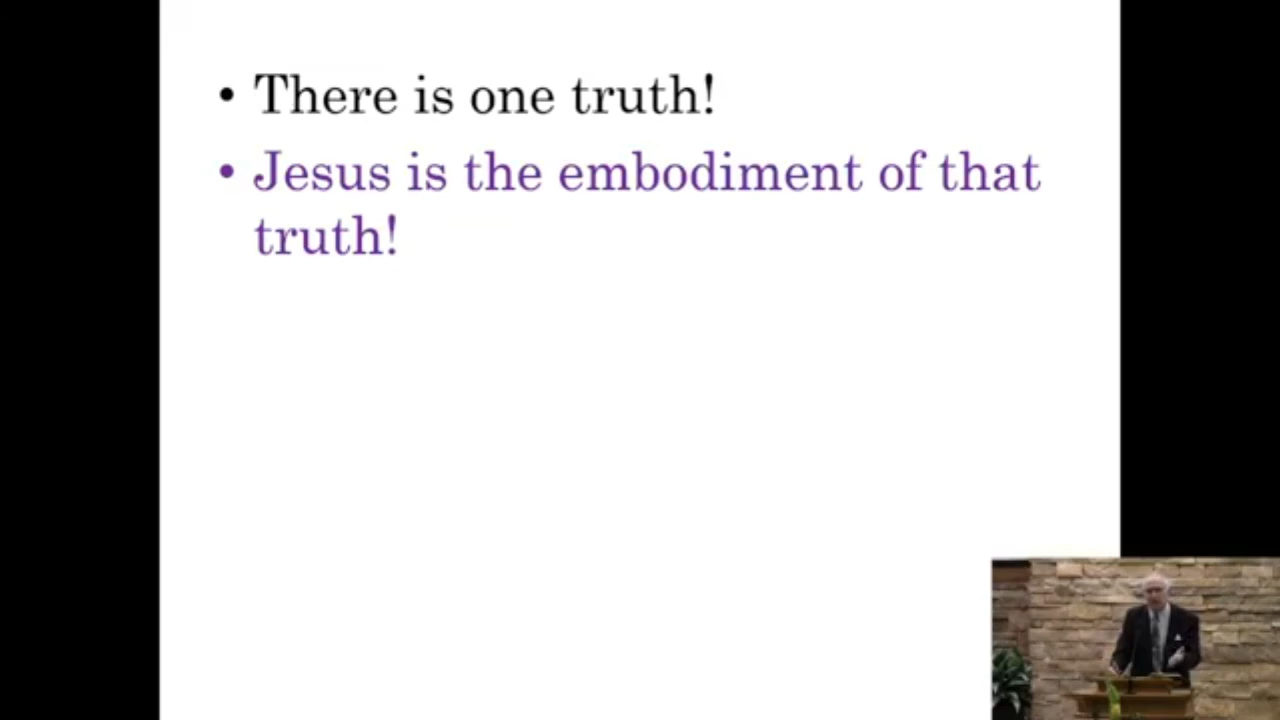 • There is one truth!
• Jesus is the embodiment of that
truth!